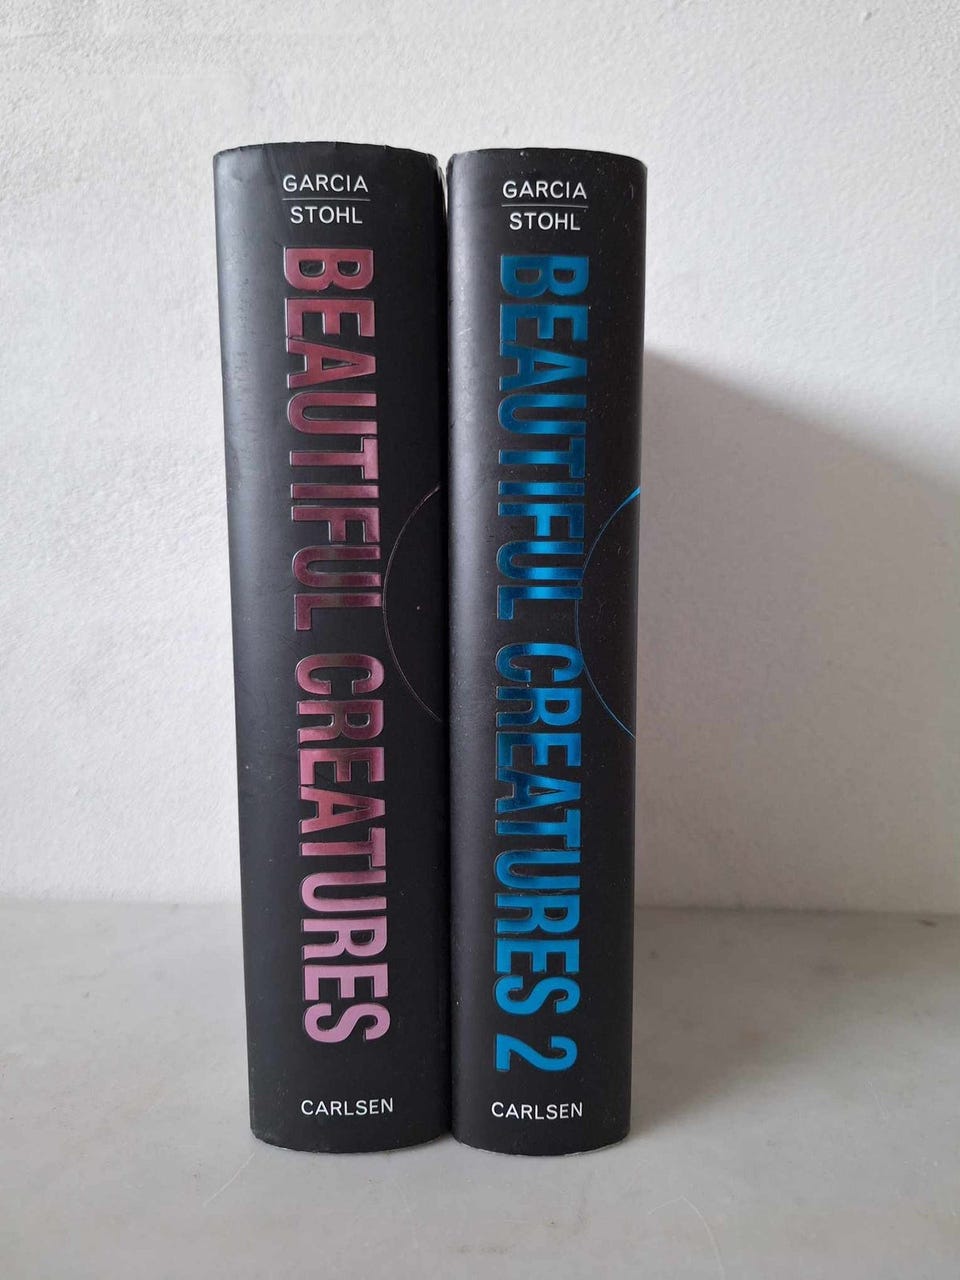 GARCIA
STOHL
BEAUTIFUL CREATURES
CARLSEN
GARCIA
STOHL
BEAUTIFUL CREATURES 2
CARLSEN